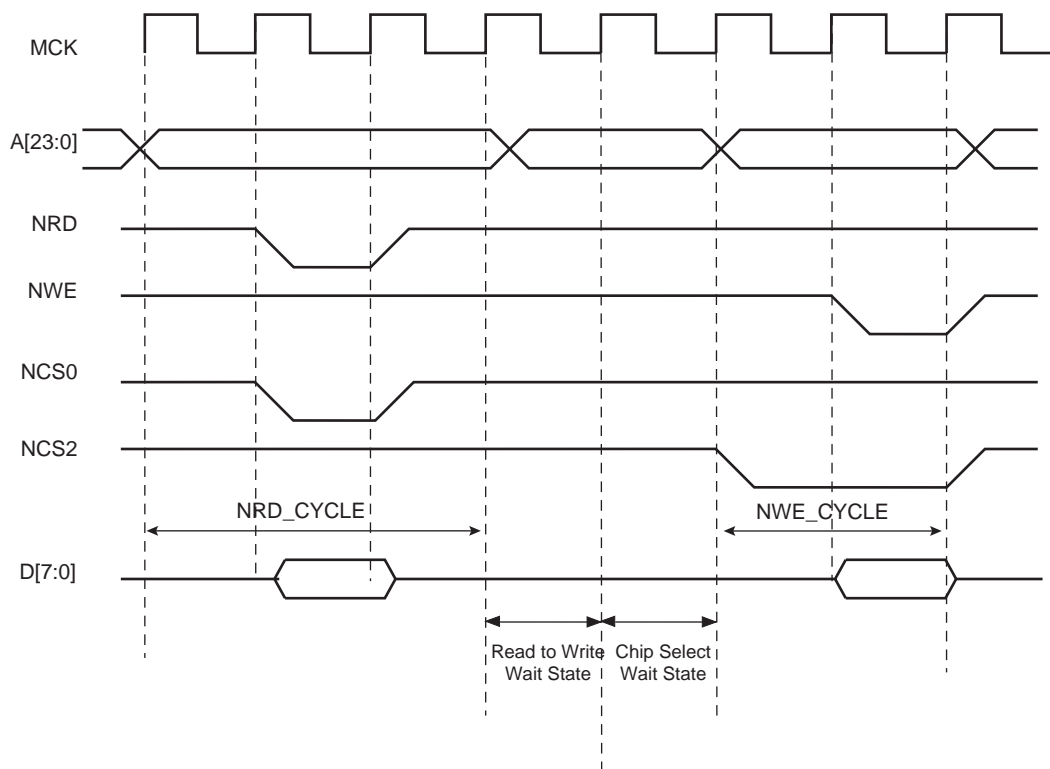 MCK
A[23:0]
NRD
NWE
NCS0
NCS2
NRD_CYCLE
NWE_CYCLE
D[7:0]
Read to Write
Wait State
Chip Select
Wait State